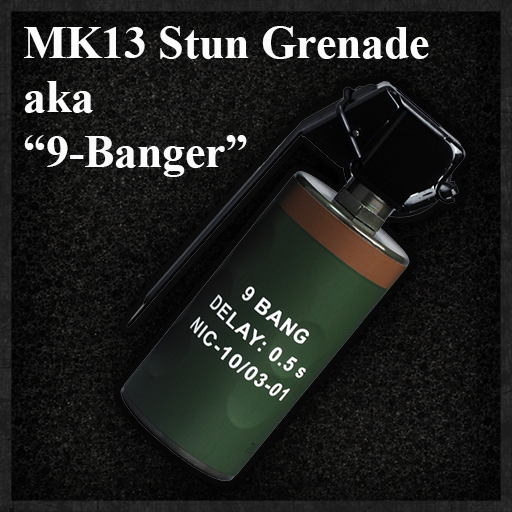 MK13 Stun Grenade
aka
“9-Banger”
9 BANG
DELAY: 0.5 s
NIC-10/03-01